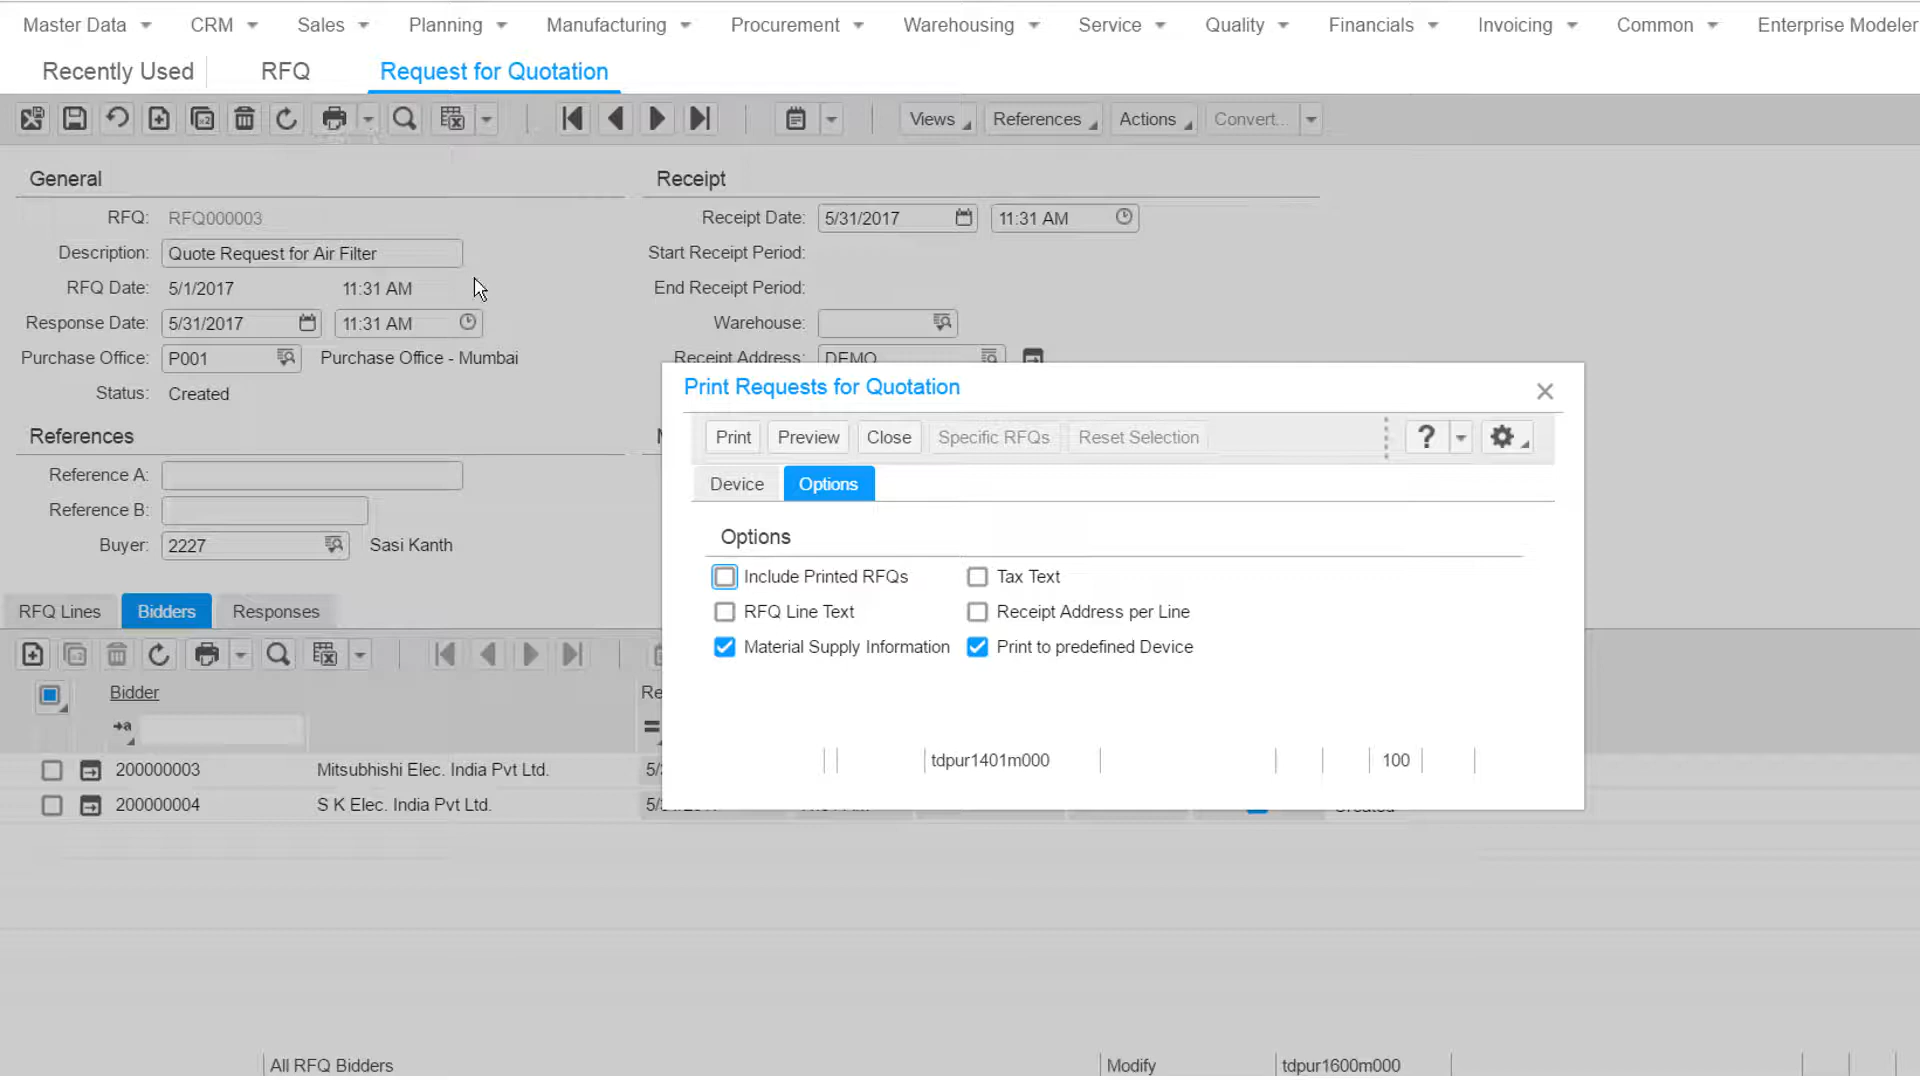 Master Data CRM Sales Planning Manufacturing Procurement Warehousing Service Quality Financials Invoicing Common Enterprise Modeler
Recently Used RFQ Request for Quotation
Views References Actions Convert...
General
RFQ: RFQ000003
Description: Quote Request for Air Filter
RFQ Date: 5/1/2017 11:31 AM
Response Date: 5/31/2017 11:31 AM
Purchase Office: P001 Purchase Office - Mumbai
Status: Created
Receipt
Receipt Date: 5/31/2017 11:31 AM
Start Receipt Period:
End Receipt Period:
Warehouse:
Receipt Address: DEMO
References
Reference A:
Reference B:
Buyer: 2227 Sasi Kanth
Print Requests for Quotation
Print Preview Close Specific RFQs Reset Selection ?
Device Options
Options
Include Printed RFQs Tax Text
RFQ Line Text Receipt Address per Line
Material Supply Information Print to predefined Device
tdpur1401m000 100
RFQ Lines Bidders Responses
Bidder Re
200000003 Mitsubhishi Elec. India Pvt Ltd. 5/
200000004 S K Elec. India Pvt Ltd. Created
All RFQ Bidders Modify tdpur1600m000